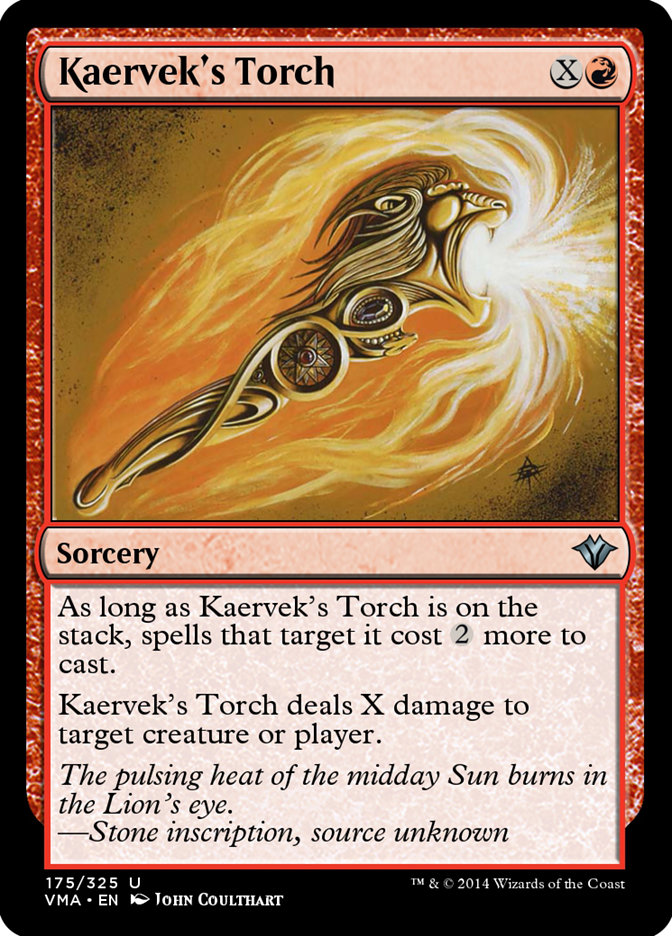 Kaervek's Torch X
Sorcery
As long as Kaervek's Torch is on the
stack, spells that target it cost 2 more to
cast.
Kaervek's Torch deals X damage to
target creature or player.
The pulsing heat of the midday Sun burns in
the Lion's eye.
—Stone inscription, source unknown
175/325 U
VMA • EN John Coulthart
™ & © 2014 Wizards of the Coast